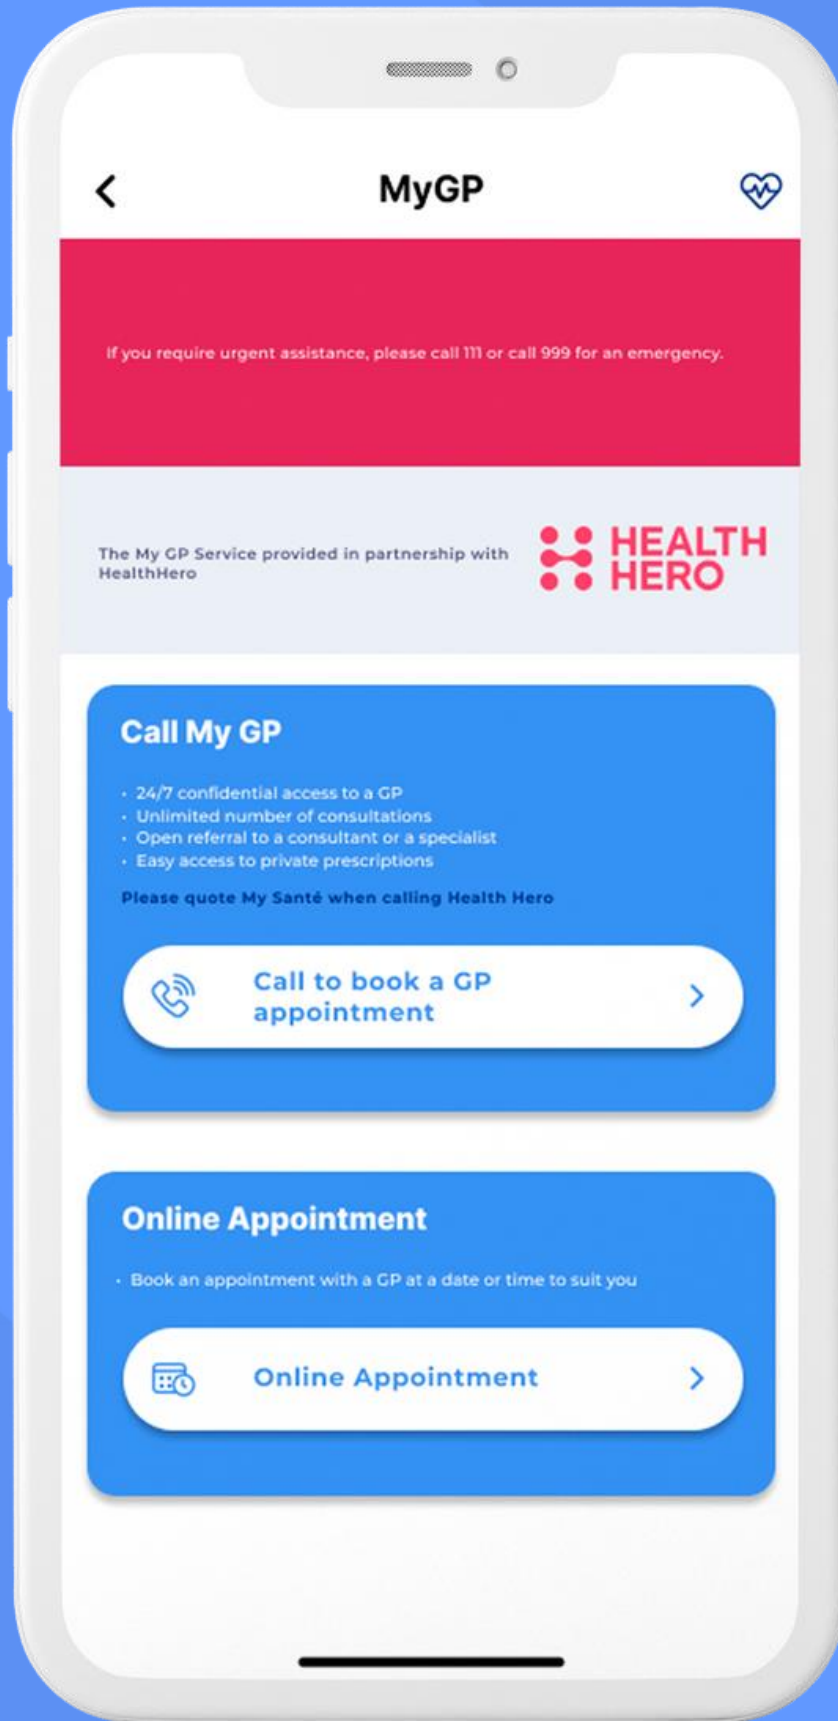 MyGP
If you require urgent assistance, please call 111 or call 999 for an emergency.
The My GP Service provided in partnership with
HealthHero
HEALTH
HERO
Call My GP
• 24/7 confidential access to a GP
• Unlimited number of consultations
• Open referral to a consultant or a specialist
• Easy access to private prescriptions
Please quote My Santé when calling Health Hero
Call to book a GP
appointment
Online Appointment
• Book an appointment with a GP at a date or time to suit you
Online Appointment